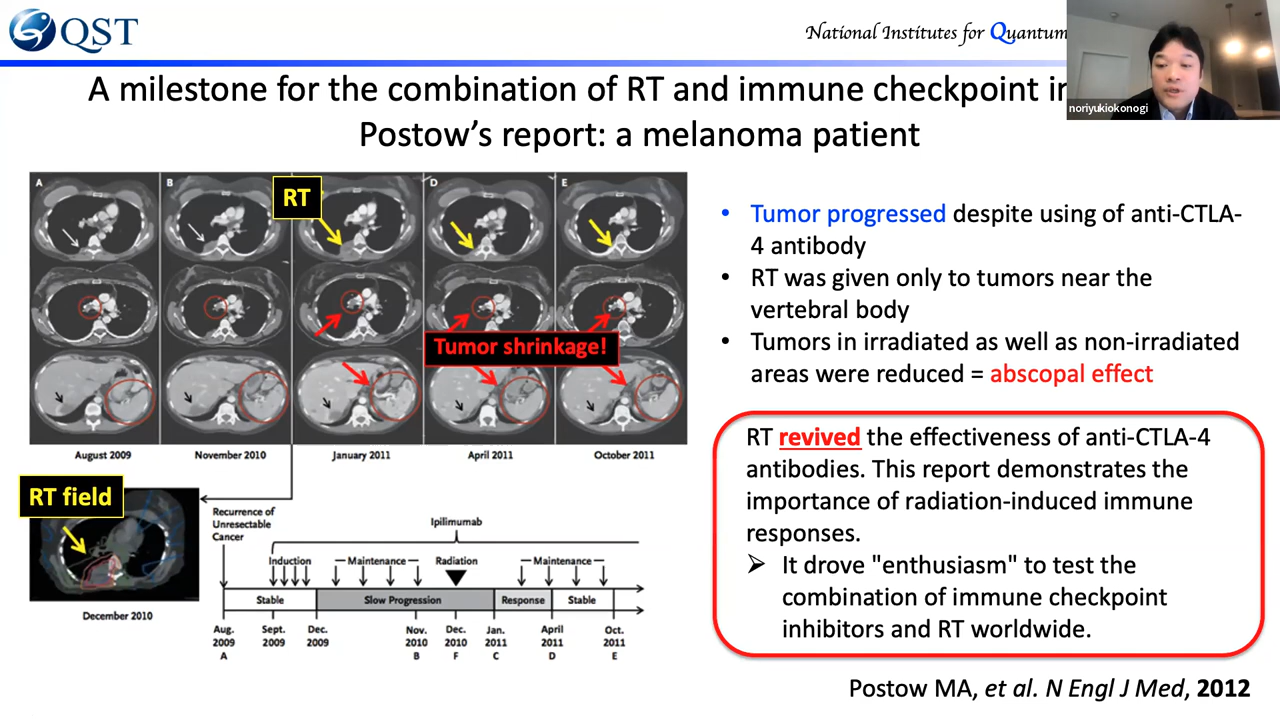 QST
National Institutes for Quantum
A milestone for the combination of RT and immune checkpoint
Postow's report: a melanoma patient
noriyukiokonogi
A
B
D
E
RT
Tumor shrinkage!
August 2009
November 2010
January 2011
April 2011
October 2011
• Tumor progressed despite using of anti-CTLA-
4 antibody
• RT was given only to tumors near the
vertebral body
• Tumors in irradiated as well as non-irradiated
areas were reduced = abscopal effect
RT revived the effectiveness of anti-CTLA-4
antibodies. This report demonstrates the
importance of radiation-induced immune
responses.
➢ It drove "enthusiasm" to test the
combination of immune checkpoint
inhibitors and RT worldwide.
RT field
December 2010
Recurrence of
Unresectable
Cancer
Ipilimumab
Induction
Maintenance
Radiation
Maintenance
Stable
Slow Progression
Response
Stable
Aug.
2009
A
Sept.
2009
Dec.
2009
Nov.
2010
B
Dec.
2010
F
Jan.
2011
C
April
2011
D
Oct.
2011
E
Postow MA, et al. N Engl J Med, 2012